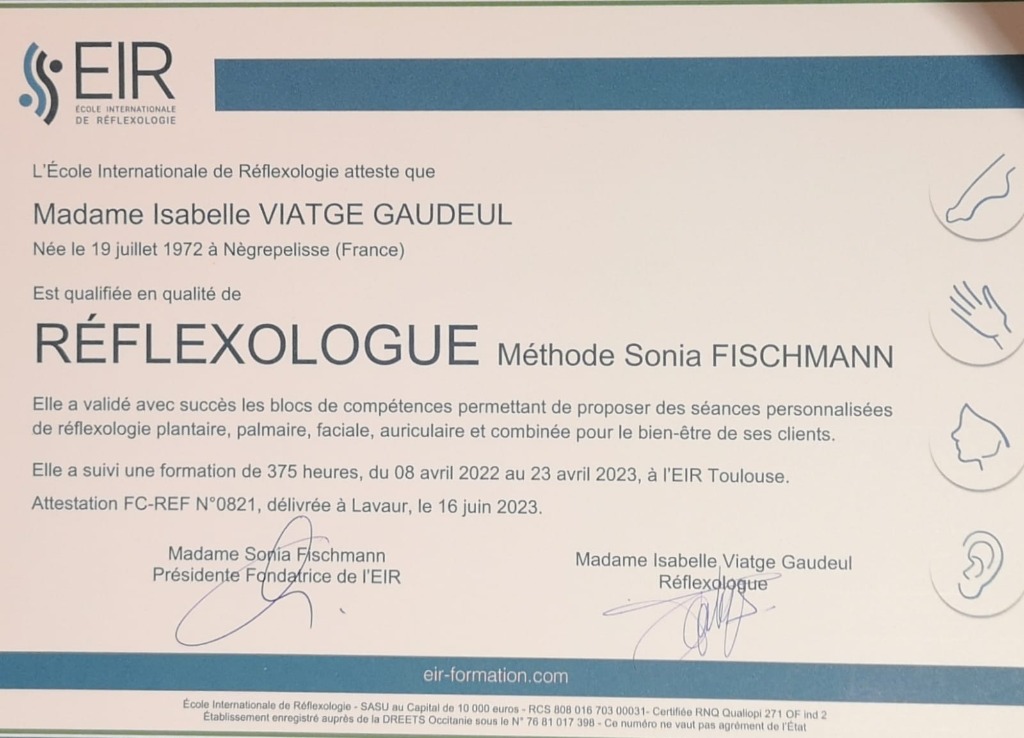 EIR
ÉCOLE INTERNATIONALE
DE RÉFLEXOLOGIE
L'École Internationale de Réflexologie atteste que
Madame Isabelle VIATGE GAUDEUL
Née le 19 juillet 1972 à Nègrepelisse (France)
Est qualifiée en qualité de
RÉFLEXOLOGUE Méthode Sonia FISCHMANN
Elle a validé avec succès les blocs de compétences permettant de proposer des séances personnalisées
de réflexologie plantaire, palmaire, faciale, auriculaire et combinée pour le bien-être de ses clients.
Elle a suivi une formation de 375 heures, du 08 avril 2022 au 23 avril 2023, à l'EIR Toulouse.
Attestation FC-REF N°0821, délivrée à Lavaur, le 16 juin 2023.
Madame Sonia Fischmann
Présidente Fondatrice de l'EIR
Madame Isabelle Viatge Gaudeul
Réflexologue
eir-formation.com
École Internationale de Réflexologie - SASU au Capital de 10 000 euros - RCS 808 016 703 00031- Certifiée RNQ Qualiopi 271 OF ind 2
Établissement enregistré auprès de la DREETS Occitanie sous le N° 76 81 017 398 - Ce numéro ne vaut pas agrément de l'État